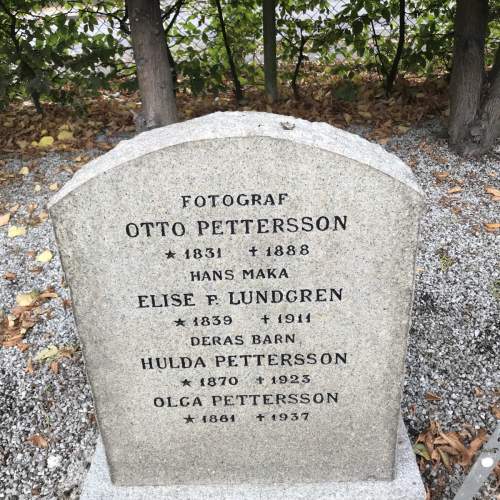 FOTOGRAF
OTTO PETTERSSON
★ 1831 ✝ 1888
HANS MAKA
ELISE F. LUNDGREN
★ 1839 ✝ 1911
DERAS BARN
HULDA PETTERSSON
★ 1870 ✝ 1923
OLGA PETTERSSON
★ 1861 ✝ 1937